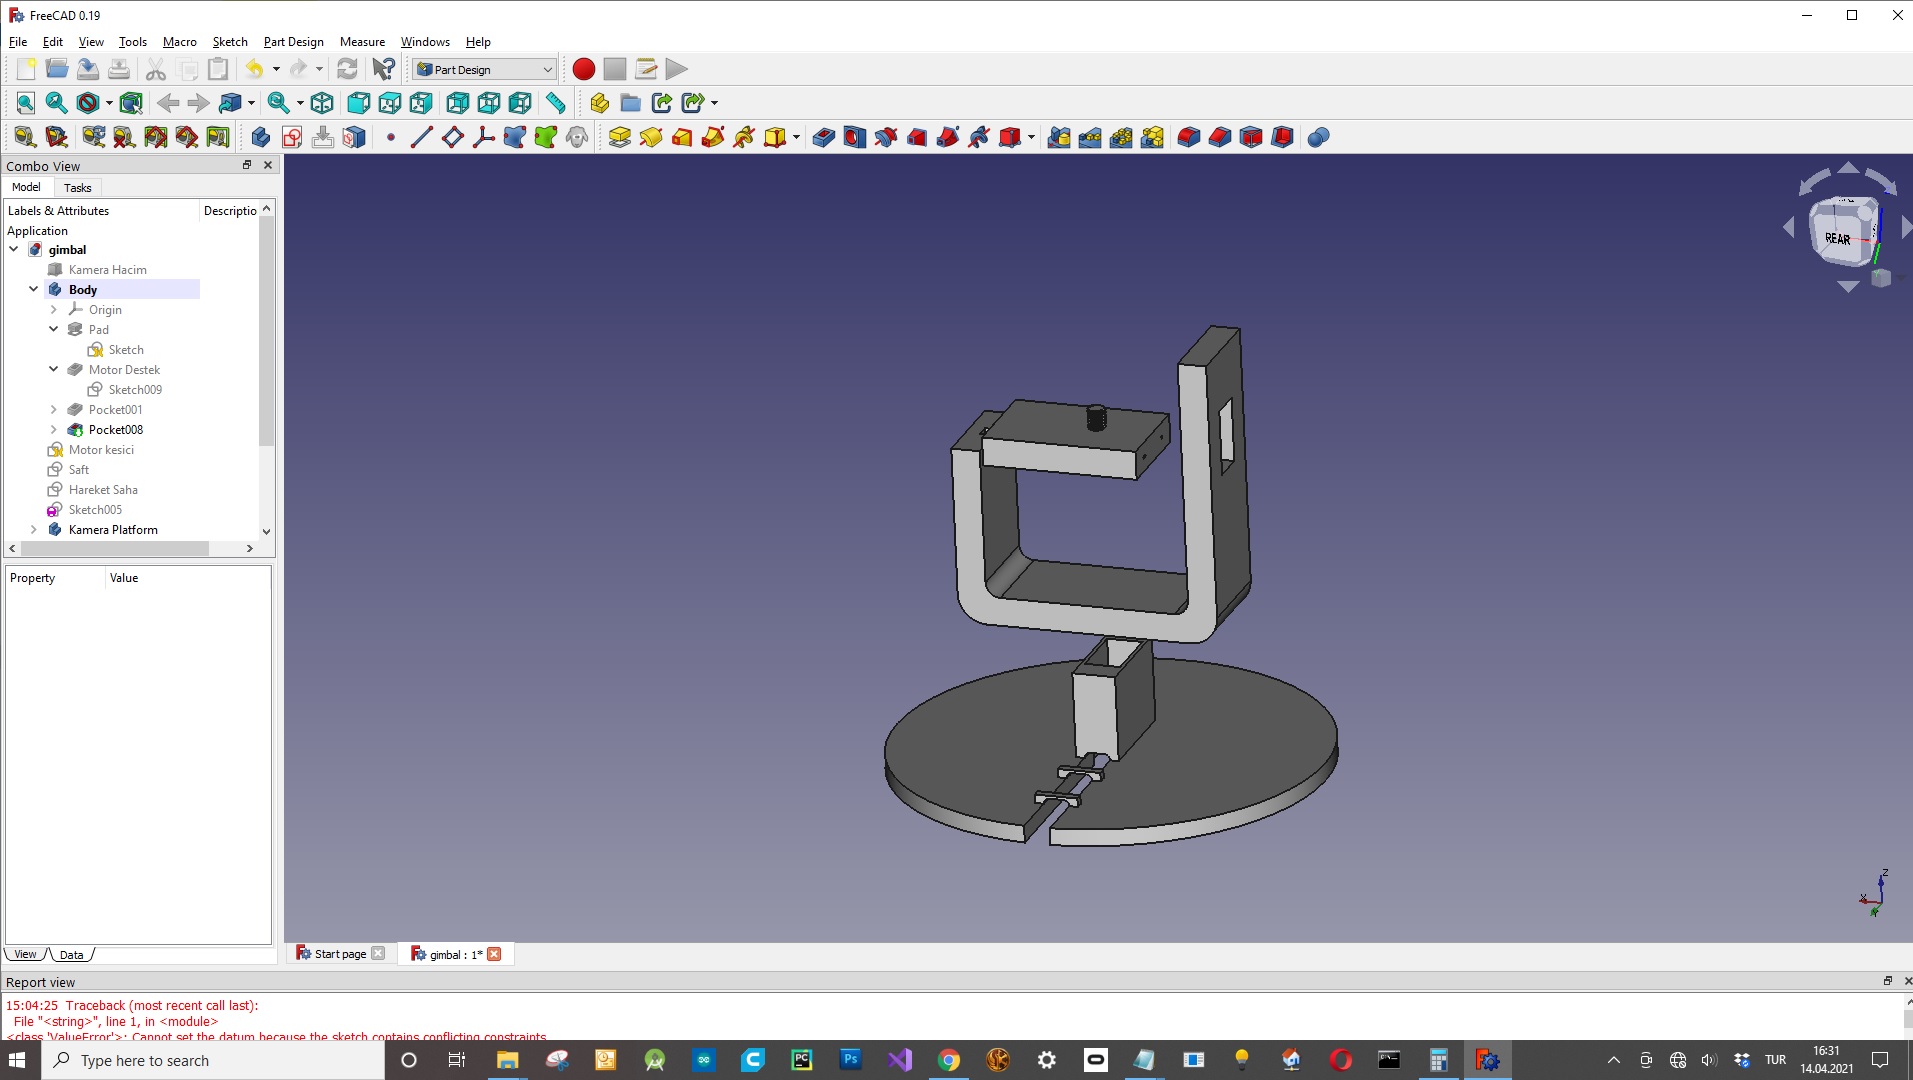 FreeCAD 0.19
File Edit View Tools Macro Sketch Part Design Measure Windows Help
Part Design
Combo View
Model Tasks
Labels & Attributes Descriptio
Application
gimbal
Kamera Hacim
Body
Origin
Pad
Sketch
Motor Destek
Sketch009
Pocket001
Pocket008
Motor kesici
Saft
Hareket Saha
Sketch005
Kamera Platform
Property Value
REAR
Z
X
View Data
Start page gimbal : 1*
Report view
15:04:25 Traceback (most recent call last):
File "<string>", line 1, in <module>
<class 'ValueError'>: Cannot set the datum because the sketch contains conflicting constraints
Type here to search
PC
Ps
TUR
16:31
14.04.2021